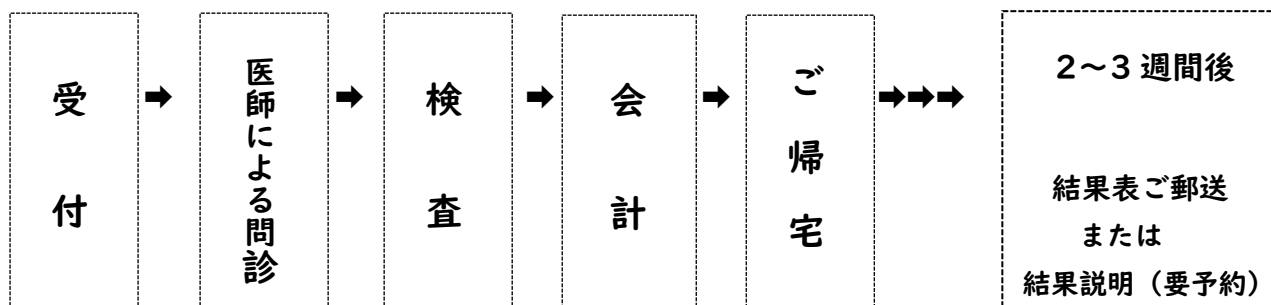 受付
➡
医師による問診
➡
検査
➡
会計
➡
ご帰宅
➡➡➡
2～3週間後
結果表ご郵送
または
結果説明（要予約）